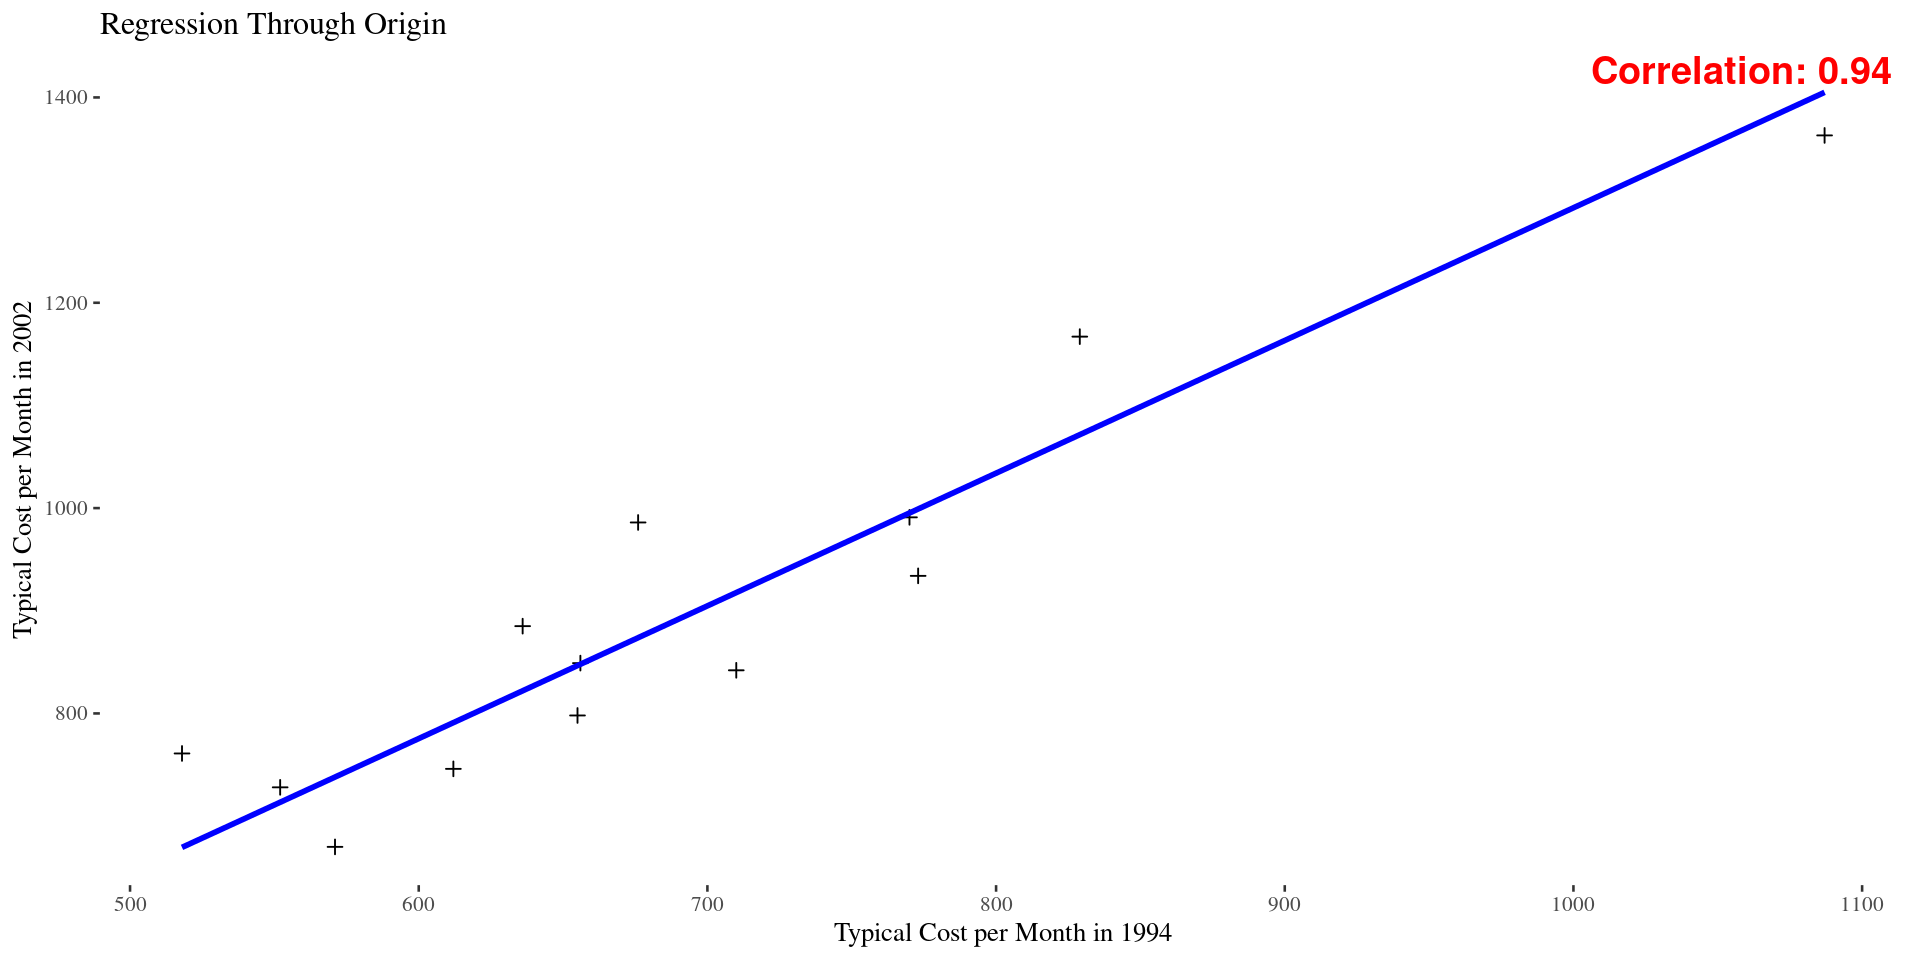 Regression Through Origin
Correlation: 0.94
Typical Cost per Month in 2002
1400
1200
1000
800
500 600 700 800 900 1000 1100
Typical Cost per Month in 1994